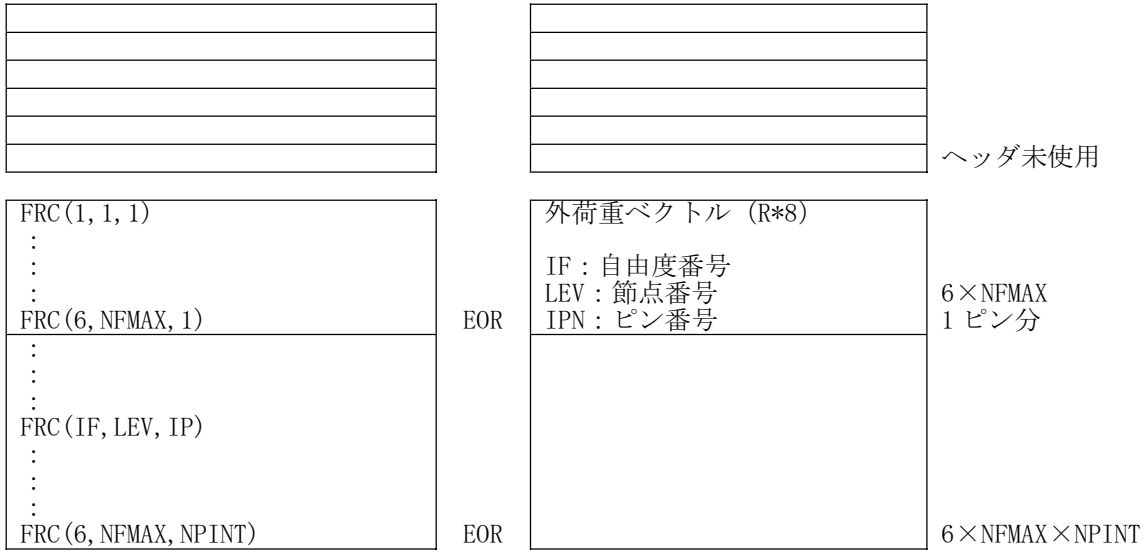 ヘッダ未使用
FRC(1,1,1) 外荷重ベクトル (R*8)
:
: IF：自由度番号
: LEV：節点番号 6×NFMAX
FRC(6,NFMAX,1) EOR IPN：ピン番号 1ピン分
:
:
:
FRC(IF,LEV,IP)
:
:
:
FRC(6,NFMAX,NPINT) EOR 6×NFMAX×NPINT